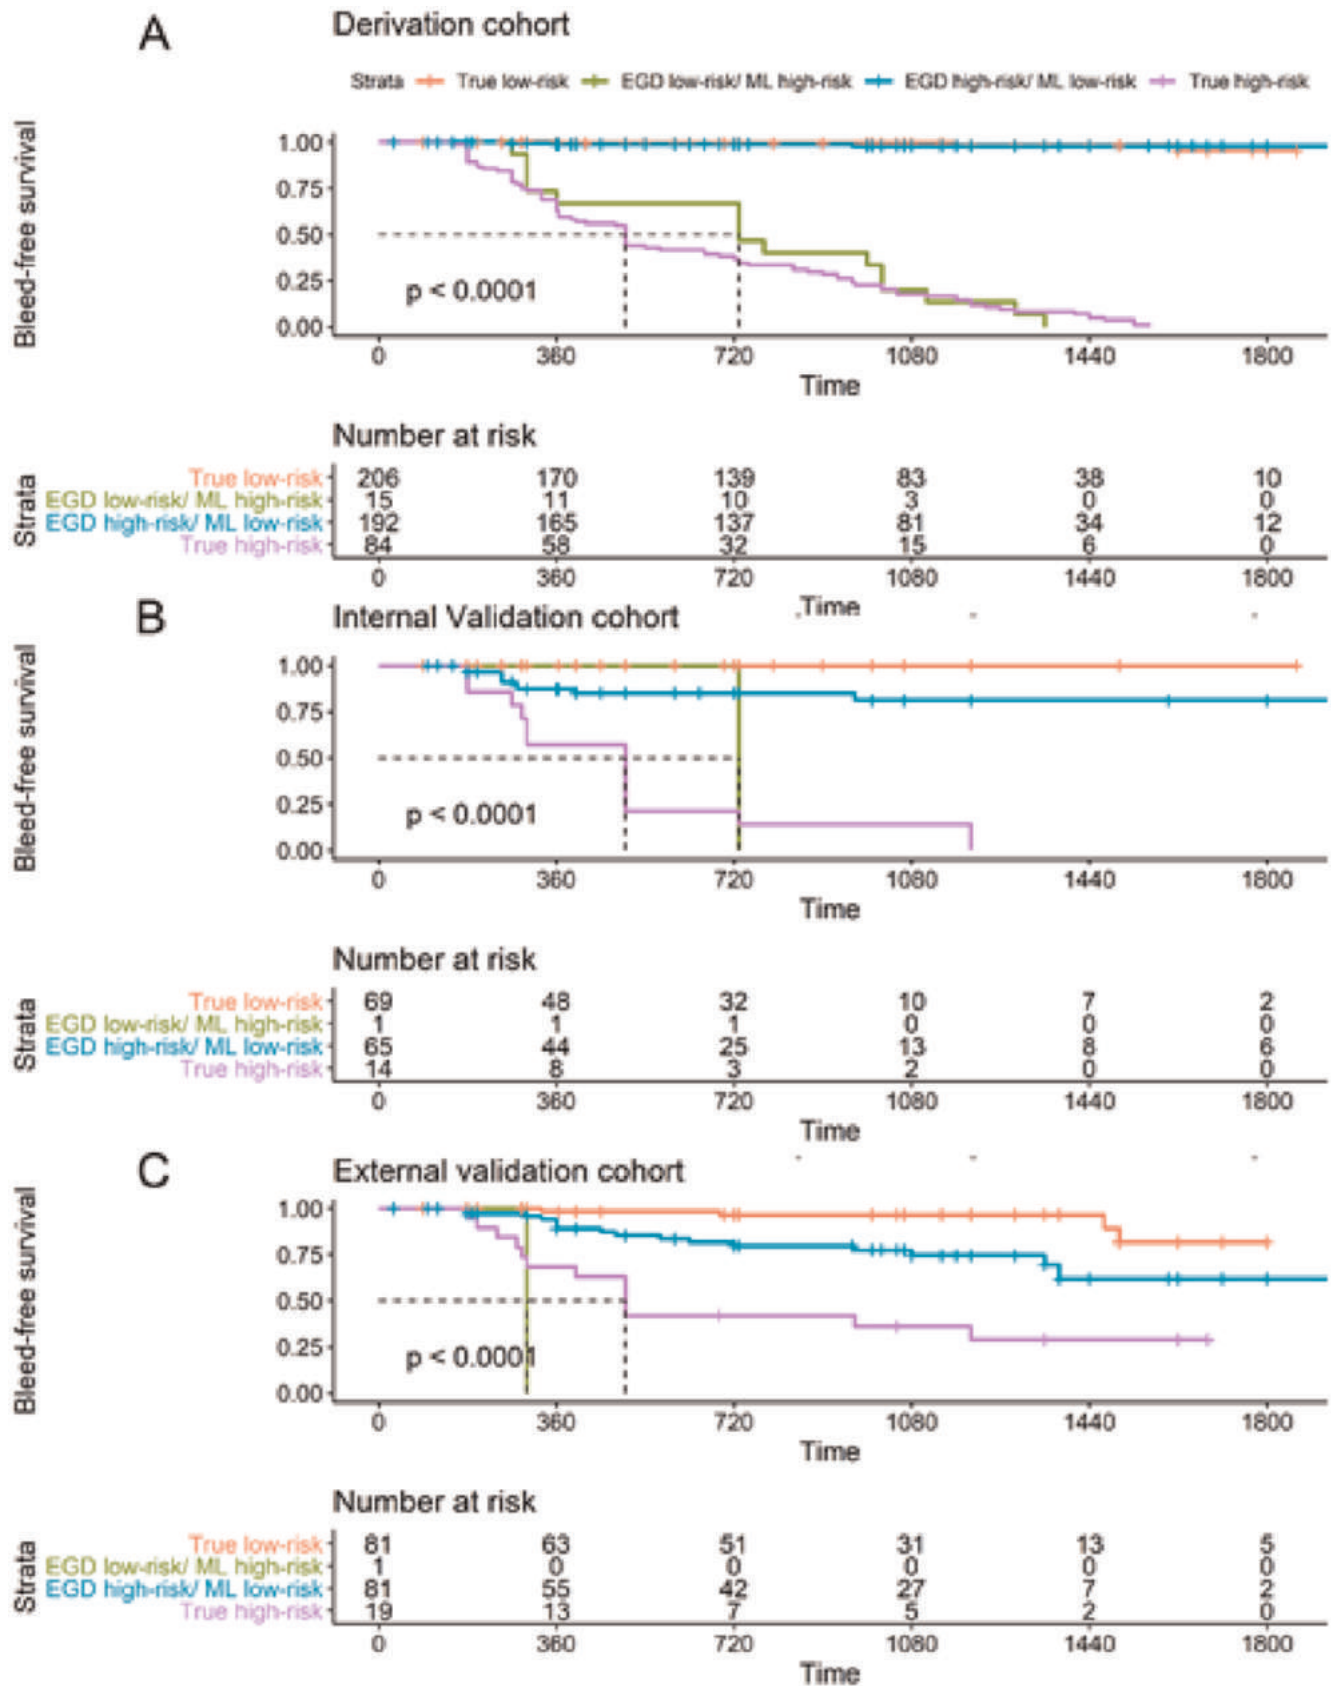 A Derivation cohort
Strata True low-risk EGD low-risk/ ML high-risk EGD high-risk/ ML low-risk True high-risk
Bleed-free survival
1.00
0.75
0.50
0.25
0.00
p < 0.0001
0 360 720 1080 1440 1800
Time
Number at risk
Strata
True low-risk 206 170 139 83 38 10
EGD low-risk/ ML high-risk 15 11 10 3 0 0
EGD high-risk/ ML low-risk 192 165 137 81 34 12
True high-risk 84 58 32 15 6 0
0 360 720 1080 1440 1800
Time
B Internal Validation cohort
Bleed-free survival
1.00
0.75
0.50
0.25
0.00
p < 0.0001
0 360 720 1080 1440 1800
Time
Number at risk
Strata
True low-risk 69 48 32 10 7 2
EGD low-risk/ ML high-risk 1 1 1 0 0 0
EGD high-risk/ ML low-risk 65 44 25 13 8 6
True high-risk 14 8 3 2 0 0
0 360 720 1080 1440 1800
Time
C External validation cohort
Bleed-free survival
1.00
0.75
0.50
0.25
0.00
p < 0.0001
0 360 720 1080 1440 1800
Time
Number at risk
Strata
True low-risk 81 63 51 31 13 5
EGD low-risk/ ML high-risk 1 0 0 0 0 0
EGD high-risk/ ML low-risk 81 55 42 27 7 2
True high-risk 19 13 7 5 2 0
0 360 720 1080 1440 1800
Time